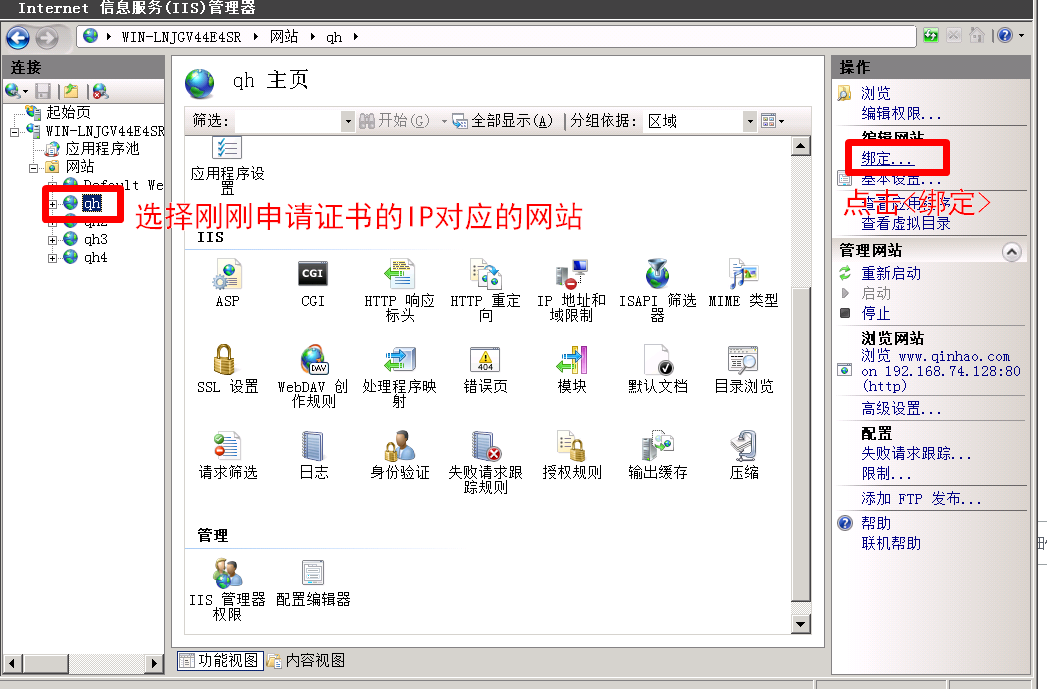 Internet 信息服务(IIS)管理器
WIN-LNJGV44E4SR ▸ 网站 ▸ qh ▸
连接
起始页
WIN-LNJGV44E4SR
应用程序池
网站
Default We
qh
qh2
qh3
qh4
选择刚刚申请证书的IP对应的网站
qh 主页
筛选: 开始(G) 全部显示(A) 分组依据: 区域
应用程序设
置
IIS
ASP CGI HTTP 响应 HTTP 重定 IP 地址和 ISAPI 筛选 MIME 类型
标头 向 域限制 器
SSL 设置 WebDAV 创 处理程序映 错误页 模块 默认文档 目录浏览
作规则 射
请求筛选 日志 身份验证 失败请求跟 授权规则 输出缓存 压缩
踪规则
管理
IIS 管理器 配置编辑器
权限
功能视图 内容视图
操作
浏览
编辑权限...
编辑网站
绑定...
基本设置...
点击<绑定>
查看应用程序
查看虚拟目录
管理网站
重新启动
启动
停止
浏览网站
浏览 www.qinhao.com
on 192.168.74.128:80
(http)
高级设置...
配置
失败请求跟踪...
限制...
添加 FTP 发布...
帮助
联机帮助